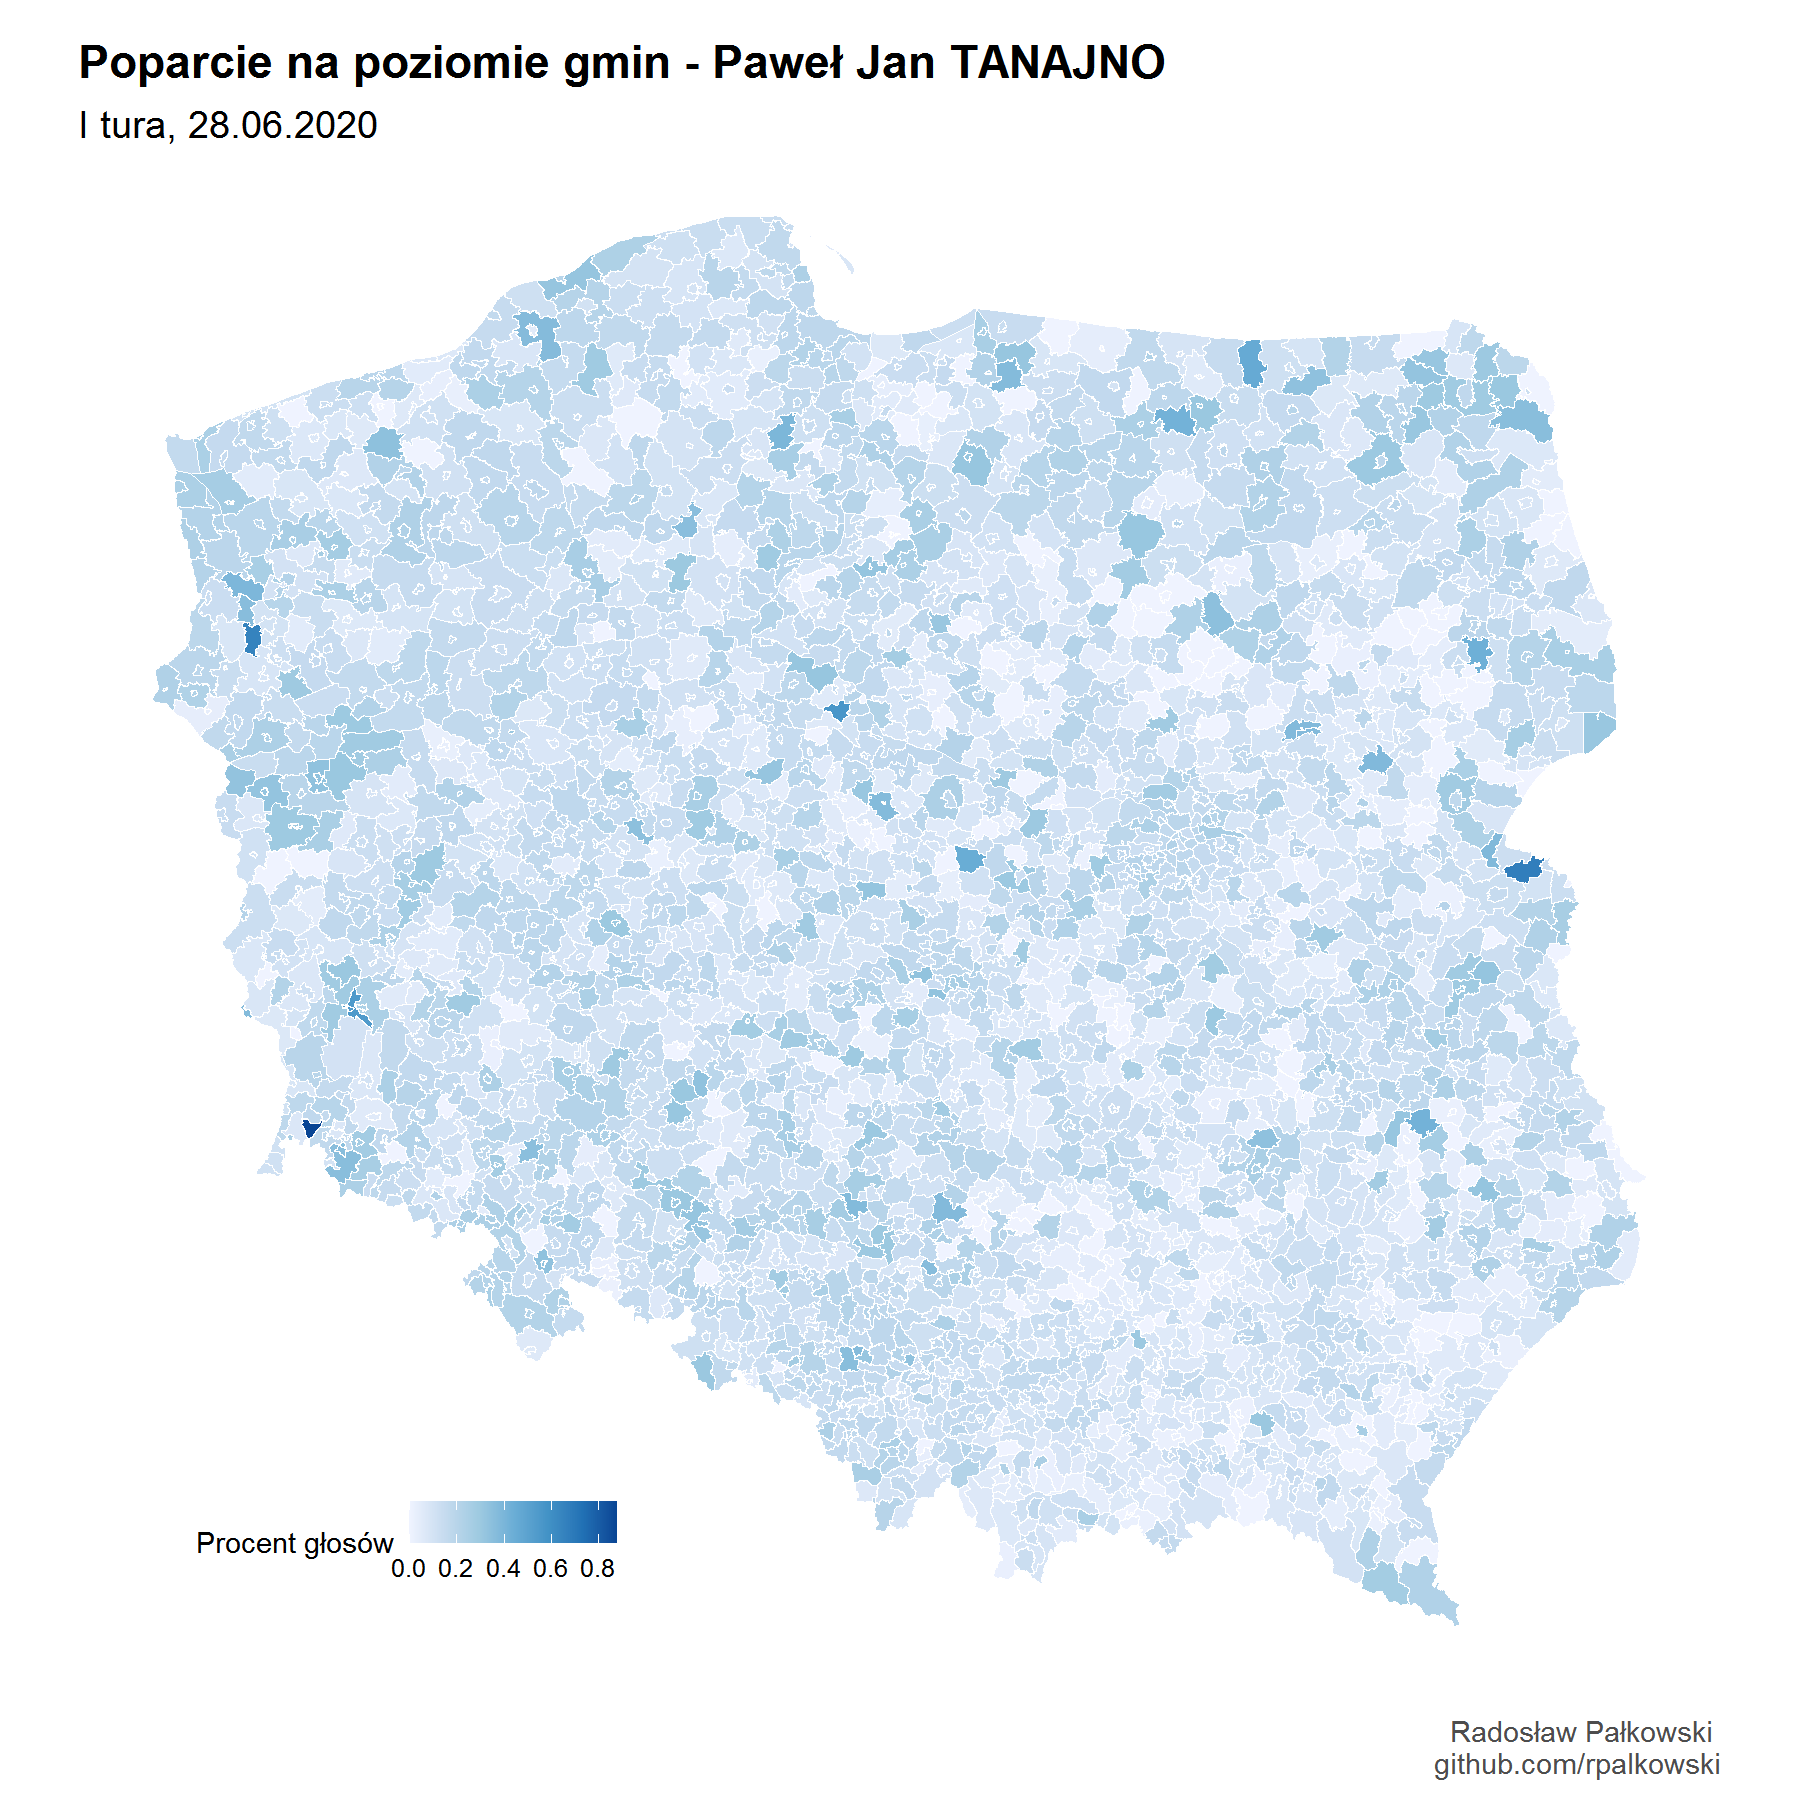 Poparcie na poziomie gmin - Paweł Jan TANAJNO
I tura, 28.06.2020
Procent głosów
0.0 0.2 0.4 0.6 0.8
Radosław Pałkowski
github.com/rpalkowski